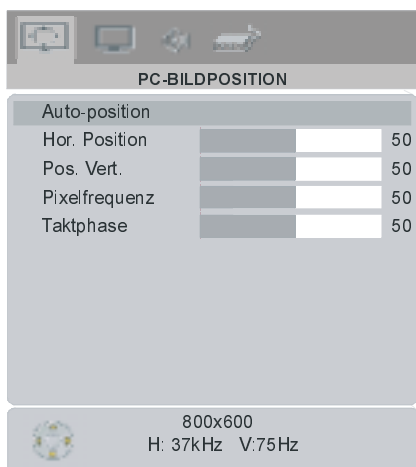 PC-BILDPOSITION
Auto-position
Hor. Position 50
Pos. Vert. 50
Pixelfrequenz 50
Taktphase 50
800x600
H: 37kHz V:75Hz